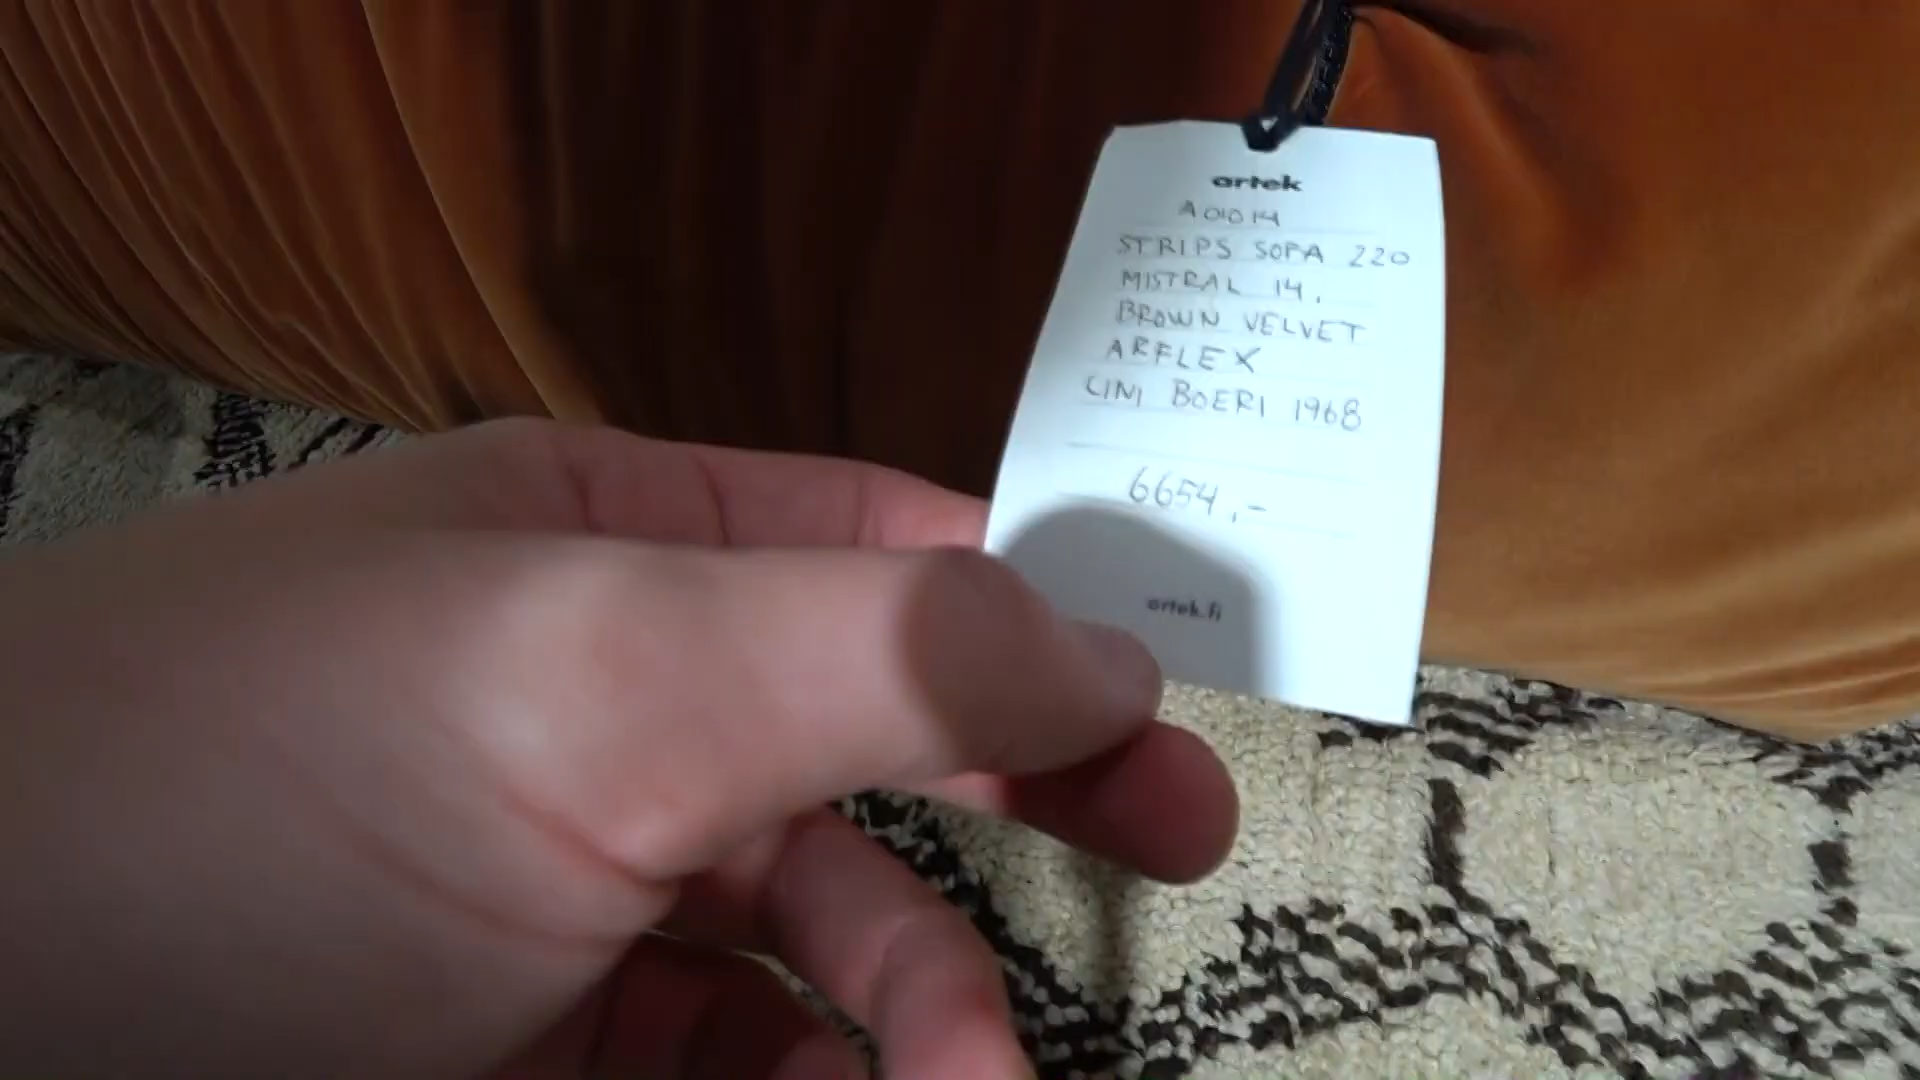 artek
A01014
STRIPS SOFA 220
MISTRAL 14,
BROWN VELVET
ARFLEX
CINI BOERI 1968
6654,-
artek.fi